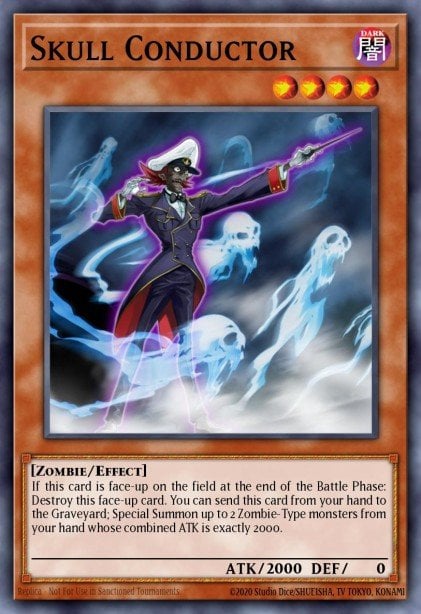 SKULL CONDUCTOR
DARK
闇
[ZOMBIE/EFFECT]
If this card is face-up on the field at the end of the Battle Phase:
Destroy this face-up card. You can send this card from your hand to
the Graveyard; Special Summon up to 2 Zombie-Type monsters from
your hand whose combined ATK is exactly 2000.
ATK/2000 DEF/ 0
Replica - Not For Use in Sanctioned Tournaments ©2020 Studio Dice/SHUEISHA, TV TOKYO, KONAMI